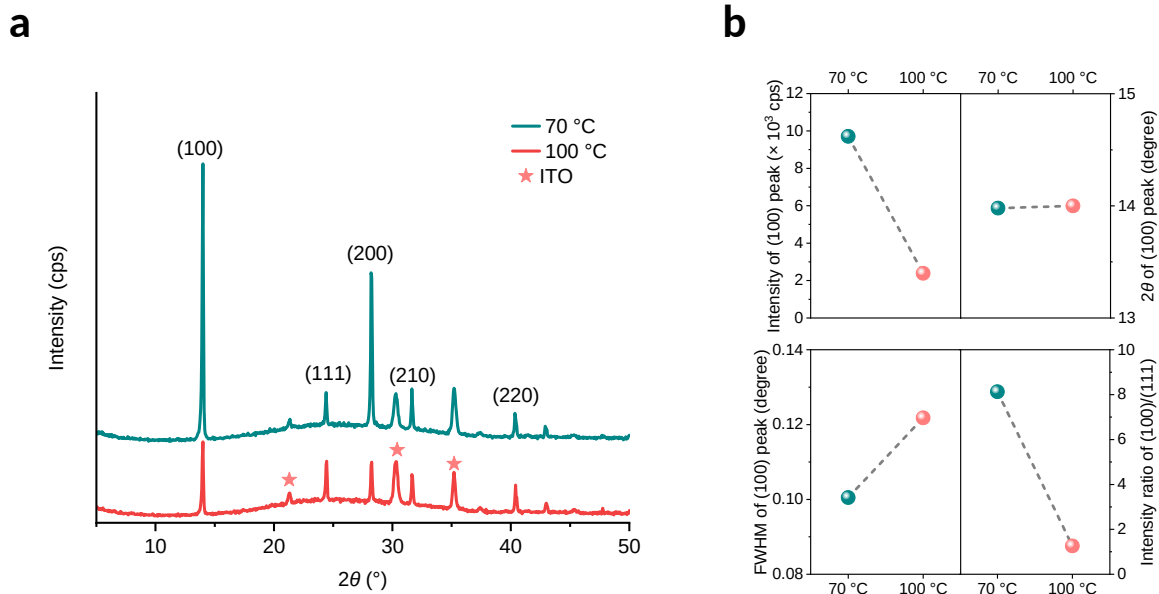 a
Intensity (cps)
(100)
(111)
(200)
(210)
(220)
70 °C
100 °C
ITO
10 20 30 40 50
2θ (°)
b
70 °C 100 °C 70 °C 100 °C
Intensity of (100) peak (× 10³ cps)
12
10
8
6
4
2
0
15
14
13
2θ of (100) peak (degree)
FWHM of (100) peak (degree)
0.14
0.12
0.10
0.08
10
8
6
4
2
0
Intensity ratio of (100)/(111)
70 °C 100 °C 70 °C 100 °C